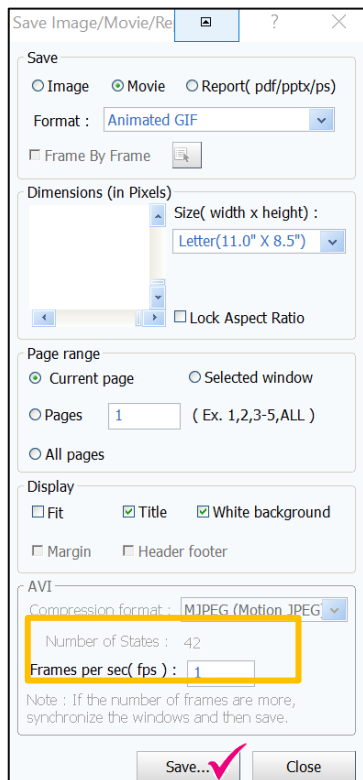 Save Image/Movie/Re ?
Save
Image Movie Report( pdf/pptx/ps)
Format : Animated GIF
Frame By Frame
Dimensions (in Pixels)
Size( width x height) :
Letter(11.0" X 8.5")
Lock Aspect Ratio
Page range
Current page Selected window
Pages 1 ( Ex. 1,2,3-5,ALL )
All pages
Display
Fit Title White background
Margin Header footer
AVI
Compression format : MJPEG (Motion JPEG)
Number of States : 42
Frames per sec( fps ) : 1
Note : If the number of frames are more,
synchronize the windows and then save.
Save... Close